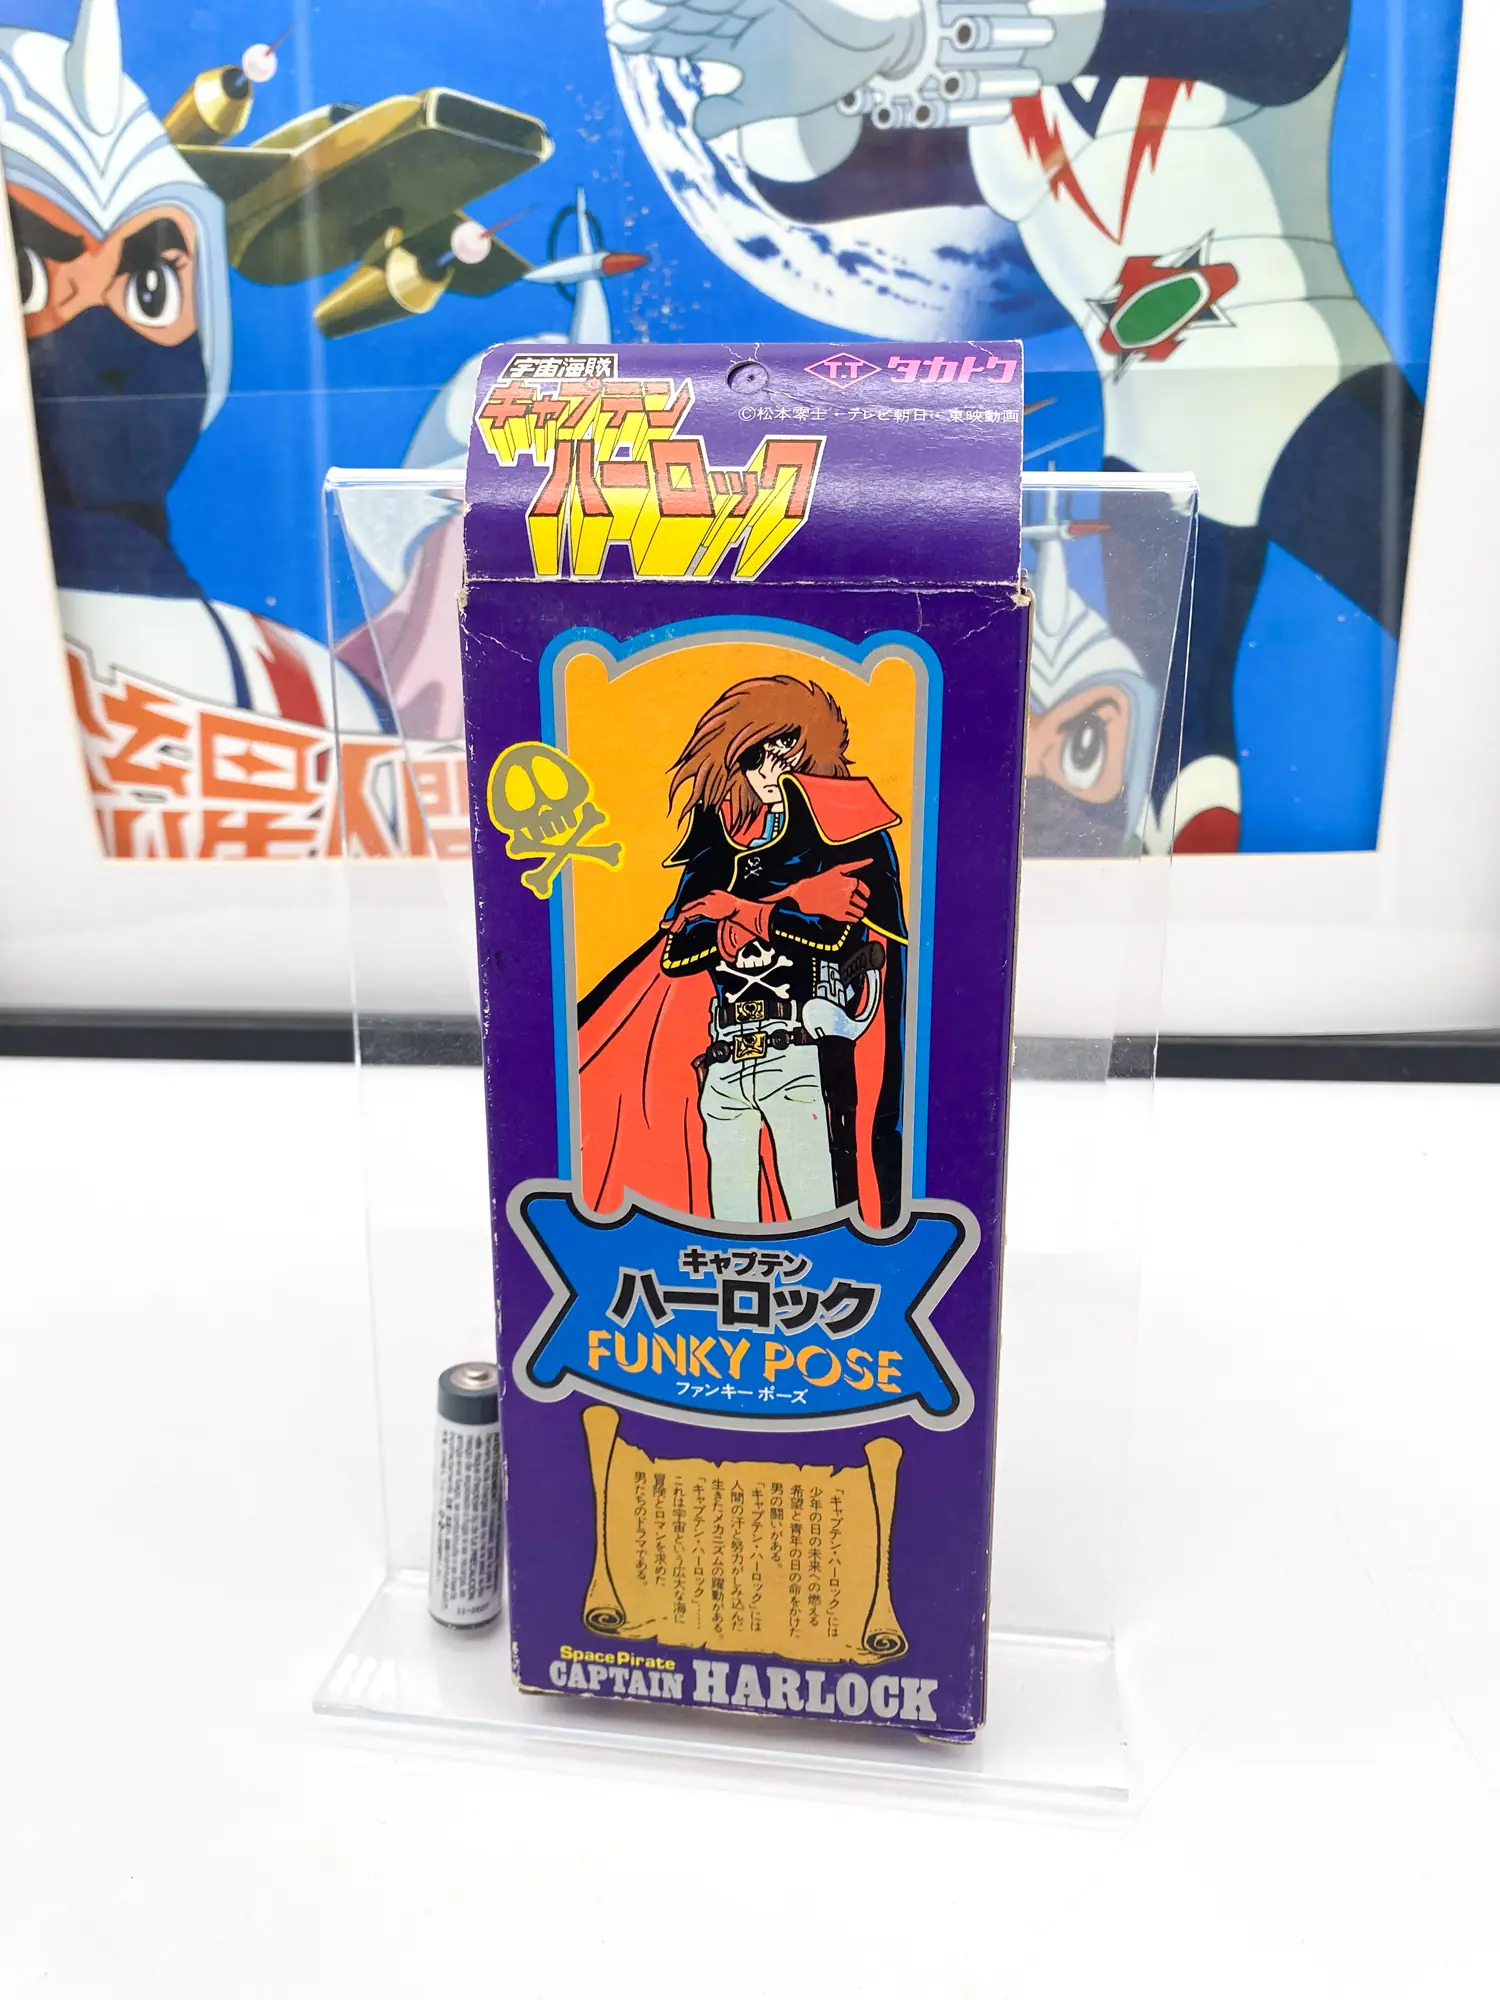 宇宙海賊
キャプテン
ハーロック
T.T タカトク
©松本零士・テレビ朝日・東映動画
キャプテン
ハーロック
FUNKY POSE
ファンキー ポーズ
「キャプテン・ハーロック」には
少年の日の未来への燃える
希望と青年の日の命をかけた
男の闘いがある。
「キャプテン・ハーロック」には
人間の汗と努力がしみ込んだ
生きたメカニズムの躍動がある。
「キャプテン・ハーロック」……
これは宇宙という広大な海に
冒険とロマンを求めた
男たちのドラマである。
Space Pirate
CAPTAIN HARLOCK
人間